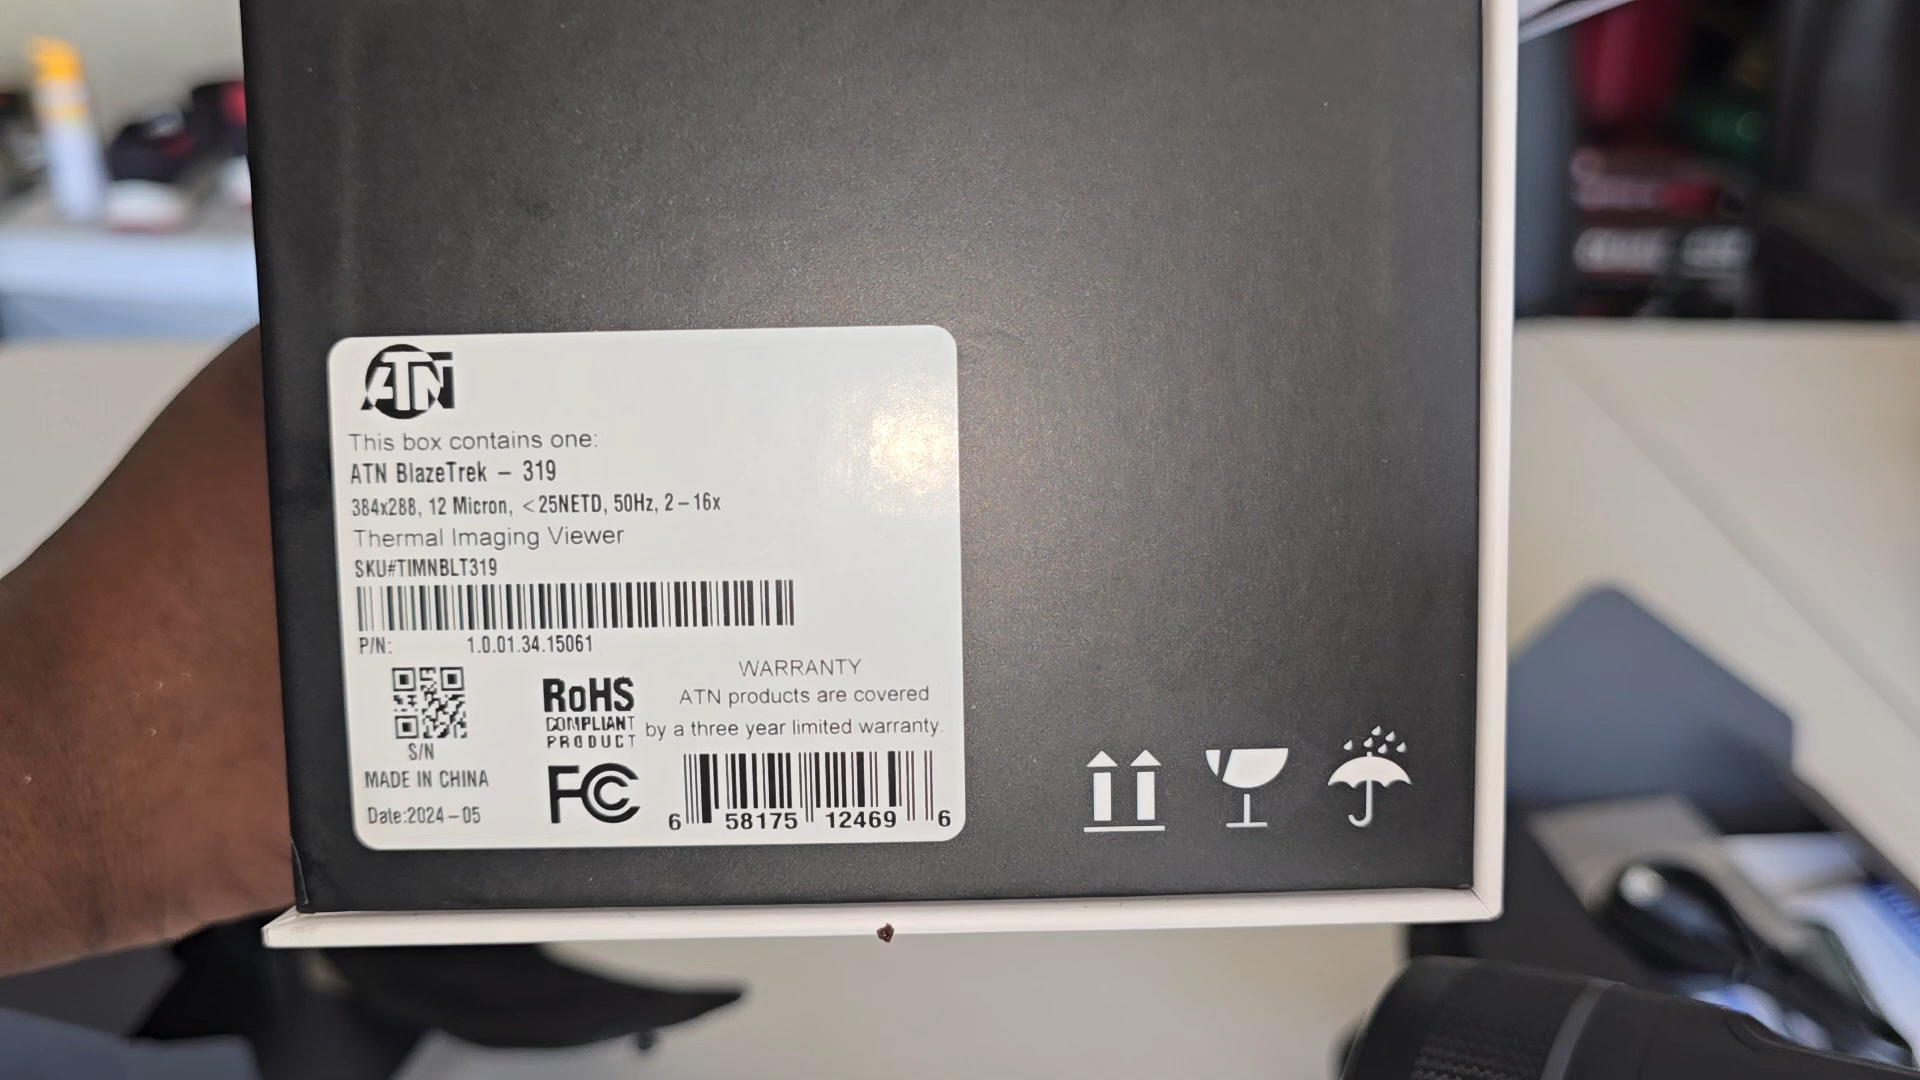 ATN
This box contains one:
ATN BlazeTrek – 319
384x288, 12 Micron, <25NETD, 50Hz, 2–16x
Thermal Imaging Viewer
SKU#TIMNBLT319
P/N: 1.0.01.34.15061
S/N
MADE IN CHINA
Date:2024–05
RoHS
COMPLIANT
PRODUCT
FC
WARRANTY
ATN products are covered
by a three year limited warranty.
6 58175 12469 6